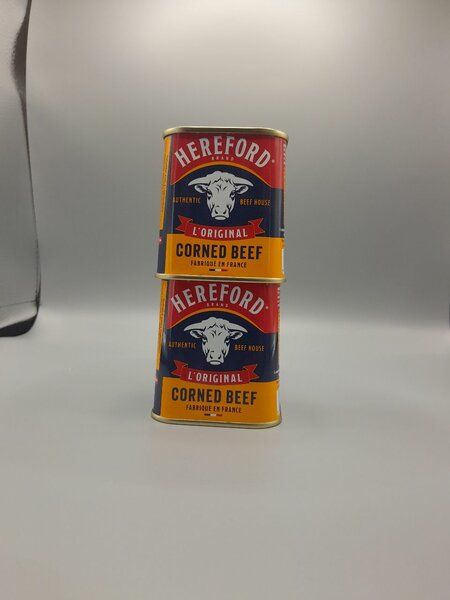 HEREFORD®
BRAND
AUTHENTIC BEEF HOUSE
L'ORIGINAL
CORNED BEEF
FABRIQUÉ EN FRANCE
HEREFORD®
BRAND
AUTHENTIC BEEF HOUSE
L'ORIGINAL
CORNED BEEF
FABRIQUÉ EN FRANCE